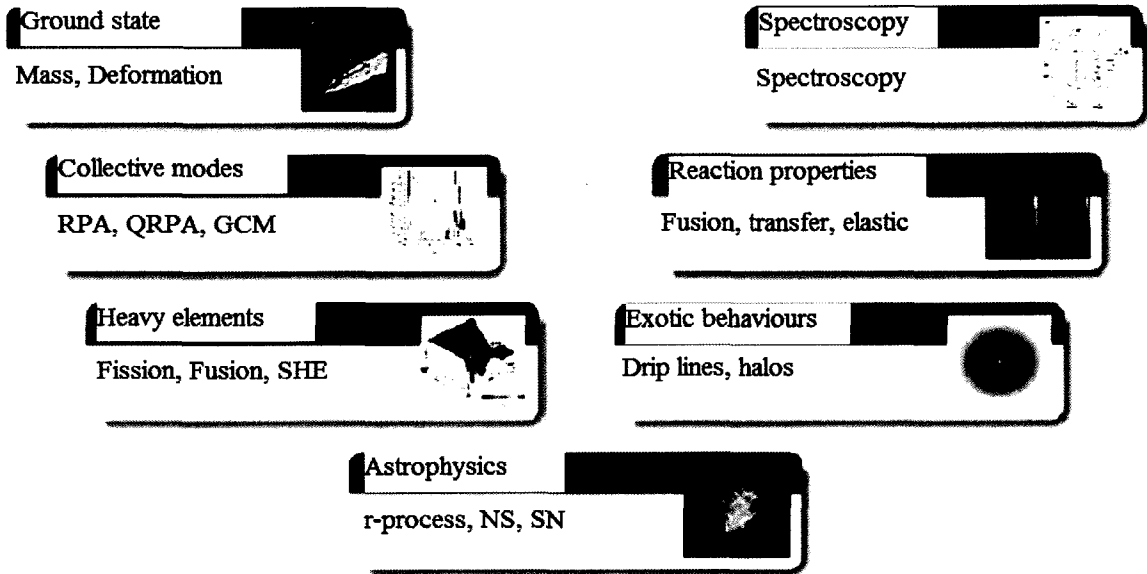 Ground state
Mass, Deformation
Spectroscopy
Spectroscopy
Collective modes
RPA, QRPA, GCM
Reaction properties
Fusion, transfer, elastic
Heavy elements
Fission, Fusion, SHE
Exotic behaviours
Drip lines, halos
Astrophysics
r-process, NS, SN